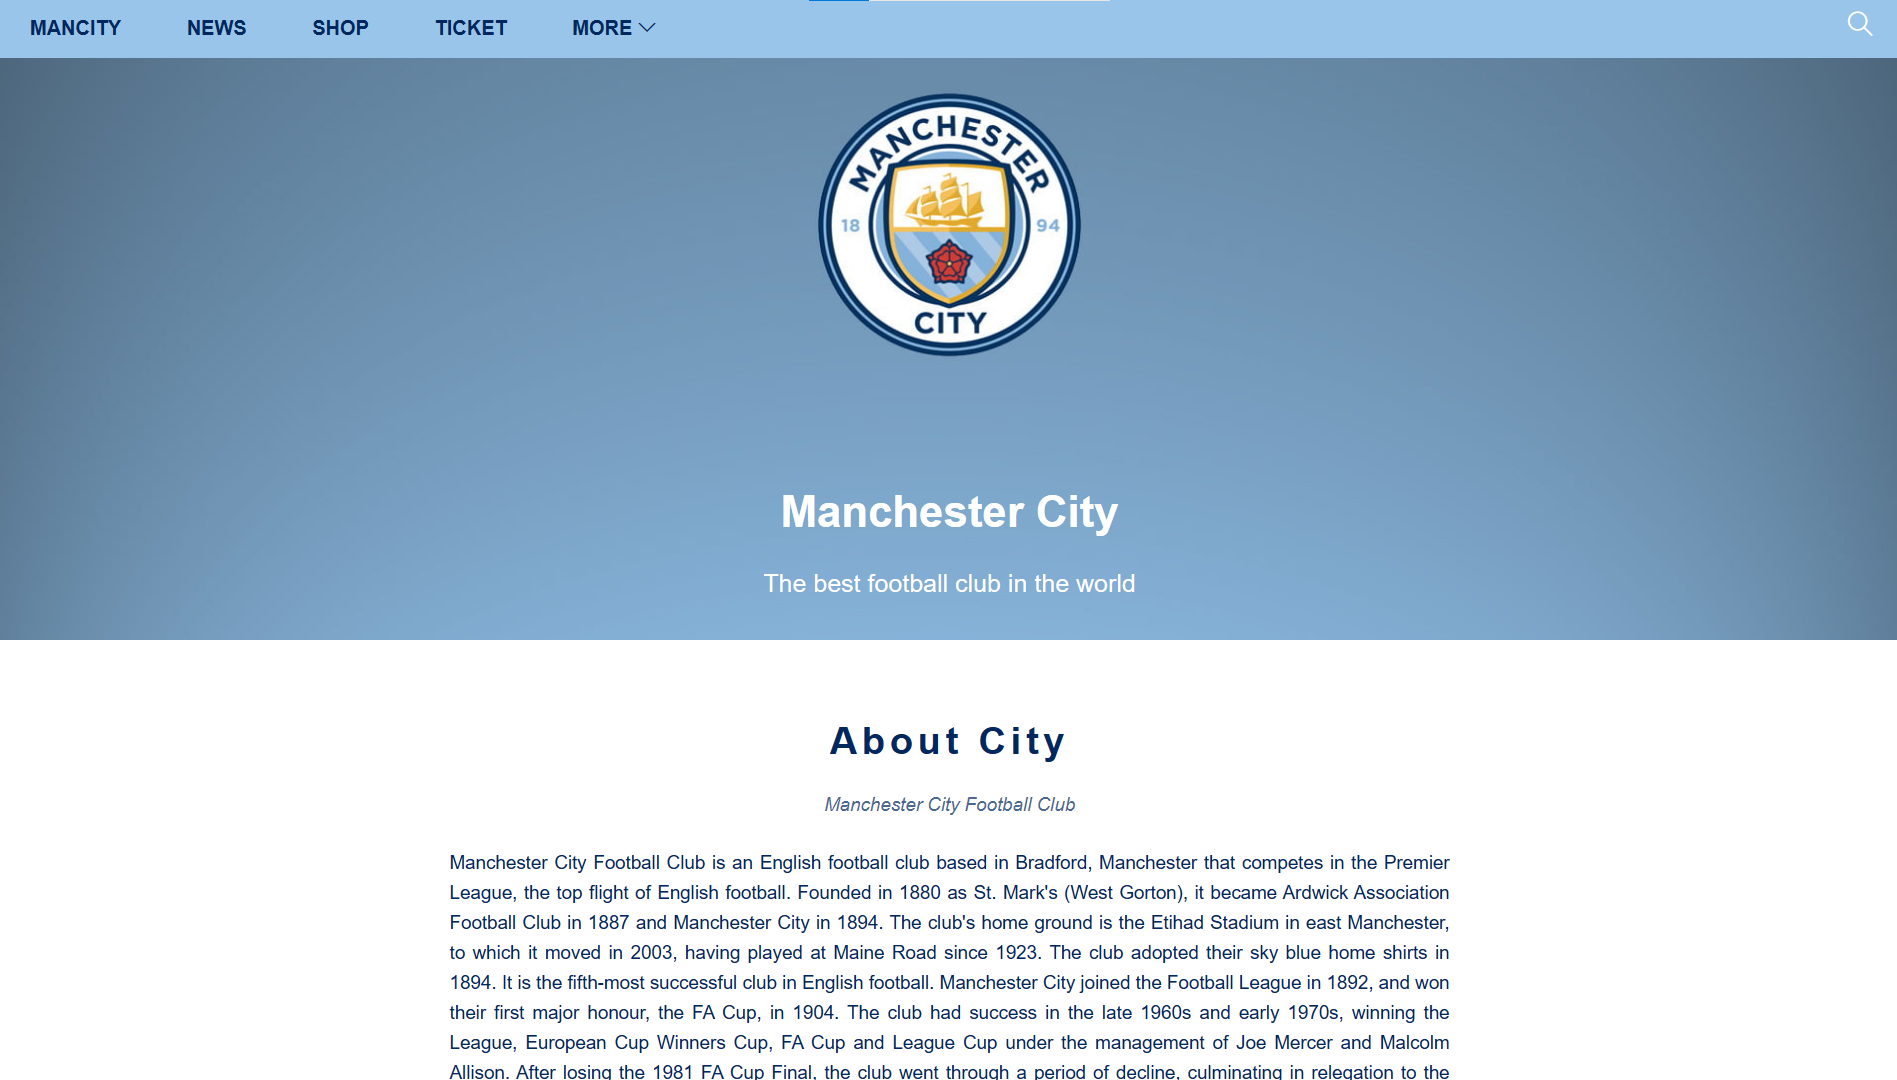 MANCITY NEWS SHOP TICKET MORE
MANCHESTER
18 94
CITY
Manchester City
The best football club in the world
About City
Manchester City Football Club
Manchester City Football Club is an English football club based in Bradford, Manchester that competes in the Premier
League, the top flight of English football. Founded in 1880 as St. Mark's (West Gorton), it became Ardwick Association
Football Club in 1887 and Manchester City in 1894. The club's home ground is the Etihad Stadium in east Manchester,
to which it moved in 2003, having played at Maine Road since 1923. The club adopted their sky blue home shirts in
1894. It is the fifth-most successful club in English football. Manchester City joined the Football League in 1892, and won
their first major honour, the FA Cup, in 1904. The club had success in the late 1960s and early 1970s, winning the
League, European Cup Winners Cup, FA Cup and League Cup under the management of Joe Mercer and Malcolm
Allison. After losing the 1981 FA Cup Final, the club went through a period of decline, culminating in relegation to the